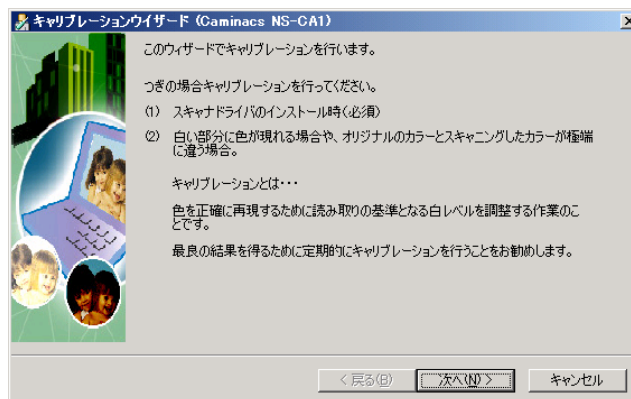 キャリブレーションウイザード (Caminacs NS-CA1)
このウィザードでキャリブレーションを行います。
つぎの場合キャリブレーションを行ってください。
(1) スキャナドライバのインストール時(必須)
(2) 白い部分に色が現れる場合や、オリジナルのカラーとスキャニングしたカラーが極端
に違う場合。
キャリブレーションとは・・・
色を正確に再現するために読み取りの基準となる白レベルを調整する作業のこ
とです。
最良の結果を得るために定期的にキャリブレーションを行うことをお勧めします。
< 戻る(B) 次へ(N) > キャンセル